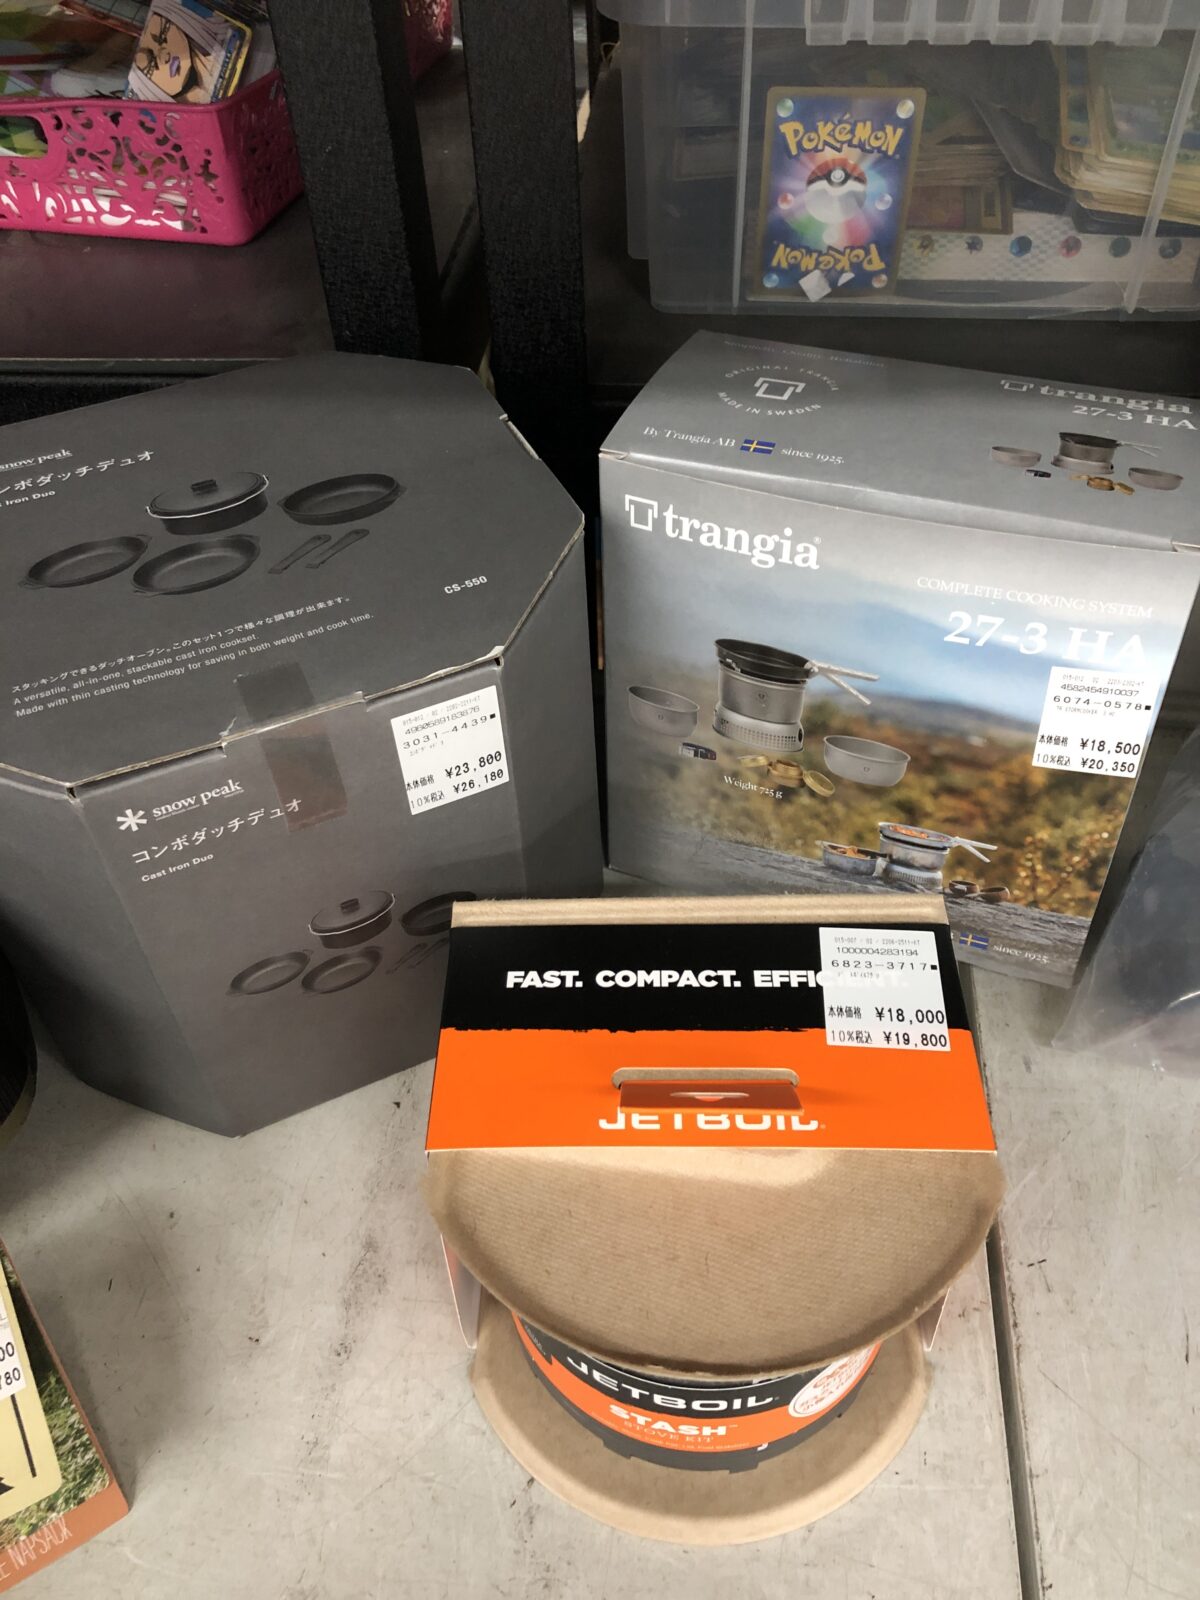 POKéMON
POKéMON
snow peak
ンボダッチデュオ
Iron Duo
CS-550
スタッキングできるダッチオーブン。このセット1つで様々な調理が出来ます。
A versatile, all-in-one, stackable cast iron cookset.
Made with thin casting technology for saving in both weight and cook time.
4960589183876
3031-4439
本体価格 ¥23,800
10%税込 ¥26,180
snow peak
コンボダッチデュオ
Cast Iron Duo
ORIGINAL TRANGIA
MADE IN SWEDEN
By Trangia AB since 1925.
trangia
27-3 HA
trangia®
COMPLETE COOKING SYSTEM
27-3 HA
4582454910037
6074-0578
本体価格 ¥18,500
10%税込 ¥20,350
Weight 725 g
since 1925.
FAST. COMPACT. EFFICIENT.
1000004283194
6823-3717
本体価格 ¥18,000
10%税込 ¥19,800
JETBOIL®
JETBOIL
STASH™
STOVE KIT
00
780
NAPSACK